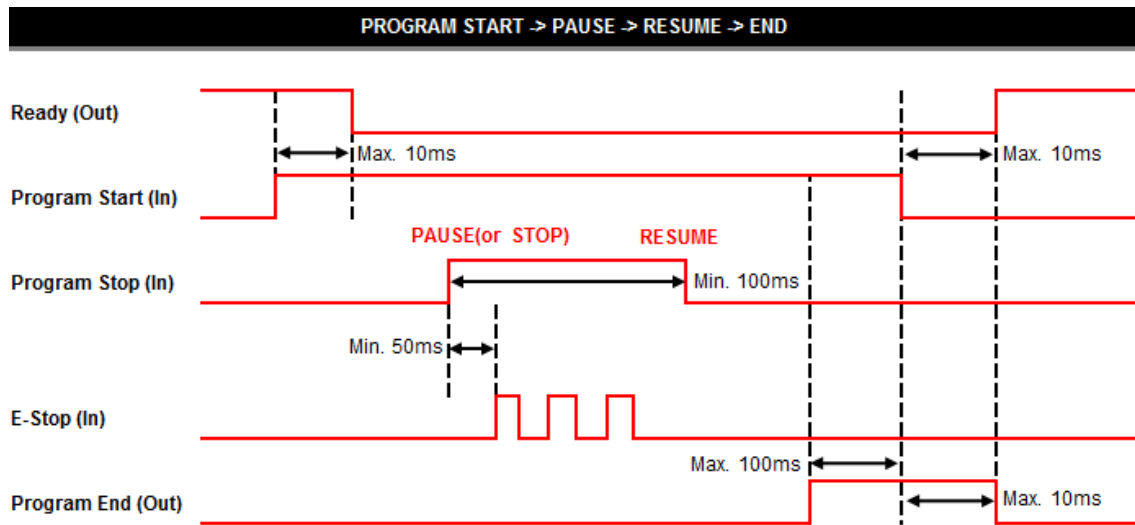 PROGRAM START -> PAUSE -> RESUME -> END
Ready (Out)
Max. 10ms
Max. 10ms
Program Start (In)
PAUSE(or STOP)
RESUME
Program Stop (In)
Min. 100ms
Min. 50ms
E-Stop (In)
Max. 100ms
Program End (Out)
Max. 10ms